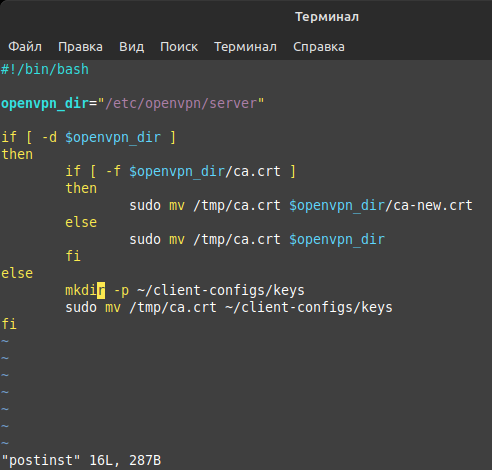 Терминал
Файл Правка Вид Поиск Терминал Справка
#!/bin/bash
openvpn_dir="/etc/openvpn/server"
if [ -d $openvpn_dir ]
then
        if [ -f $openvpn_dir/ca.crt ]
        then
                sudo mv /tmp/ca.crt $openvpn_dir/ca-new.crt
        else
                sudo mv /tmp/ca.crt $openvpn_dir
        fi
else
        mkdir -p ~/client-configs/keys
        sudo mv /tmp/ca.crt ~/client-configs/keys
fi
~
~
~
~
~
~
~
"postinst" 16L, 287B